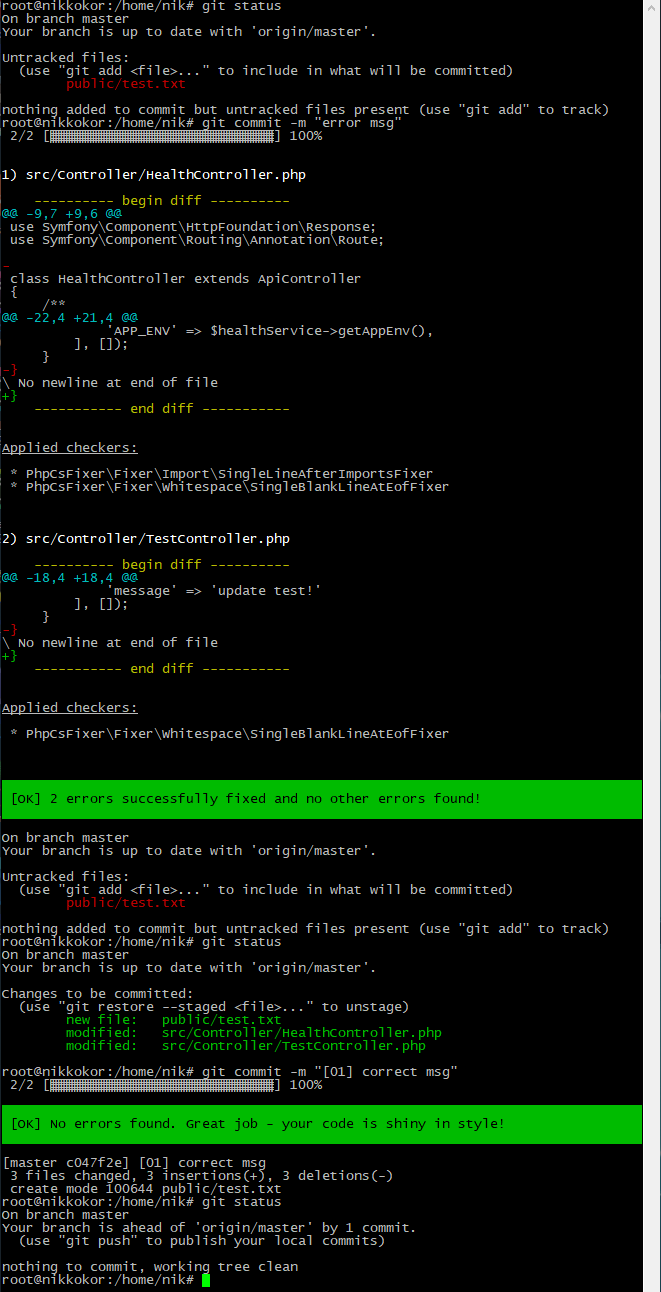 root@nikkokor:/home/nik# git status
On branch master
Your branch is up to date with 'origin/master'.
Untracked files:
  (use "git add <file>..." to include in what will be committed)
        public/test.txt
nothing added to commit but untracked files present (use "git add" to track)
root@nikkokor:/home/nik# git commit -m "error msg"
 2/2 [▓▓▓▓▓▓▓▓▓▓▓▓▓▓▓▓▓▓▓▓▓▓▓▓▓▓▓▓] 100%
1) src/Controller/HealthController.php
    ---------- begin diff ----------
@@ -9,7 +9,6 @@
 use Symfony\Component\HttpFoundation\Response;
 use Symfony\Component\Routing\Annotation\Route;
-
 class HealthController extends ApiController
 {
     /**
@@ -22,4 +21,4 @@
             'APP_ENV' => $healthService->getAppEnv(),
         ], []);
     }
-}
\ No newline at end of file
+}
    ----------- end diff -----------
Applied checkers:
 * PhpCsFixer\Fixer\Import\SingleLineAfterImportsFixer
 * PhpCsFixer\Fixer\Whitespace\SingleBlankLineAtEofFixer
2) src/Controller/TestController.php
    ---------- begin diff ----------
@@ -18,4 +18,4 @@
             'message' => 'update test!'
         ], []);
     }
-}
\ No newline at end of file
+}
    ----------- end diff -----------
Applied checkers:
 * PhpCsFixer\Fixer\Whitespace\SingleBlankLineAtEofFixer
 [OK] 2 errors successfully fixed and no other errors found!
On branch master
Your branch is up to date with 'origin/master'.
Untracked files:
  (use "git add <file>..." to include in what will be committed)
        public/test.txt
nothing added to commit but untracked files present (use "git add" to track)
root@nikkokor:/home/nik# git status
On branch master
Your branch is up to date with 'origin/master'.
Changes to be committed:
  (use "git restore --staged <file>..." to unstage)
        new file:   public/test.txt
        modified:   src/Controller/HealthController.php
        modified:   src/Controller/TestController.php
root@nikkokor:/home/nik# git commit -m "[01] correct msg"
 2/2 [▓▓▓▓▓▓▓▓▓▓▓▓▓▓▓▓▓▓▓▓▓▓▓▓▓▓▓▓] 100%
 [OK] No errors found. Great job - your code is shiny in style!
[master c047f2e] [01] correct msg
 3 files changed, 3 insertions(+), 3 deletions(-)
 create mode 100644 public/test.txt
root@nikkokor:/home/nik# git status
On branch master
Your branch is ahead of 'origin/master' by 1 commit.
  (use "git push" to publish your local commits)
nothing to commit, working tree clean
root@nikkokor:/home/nik#